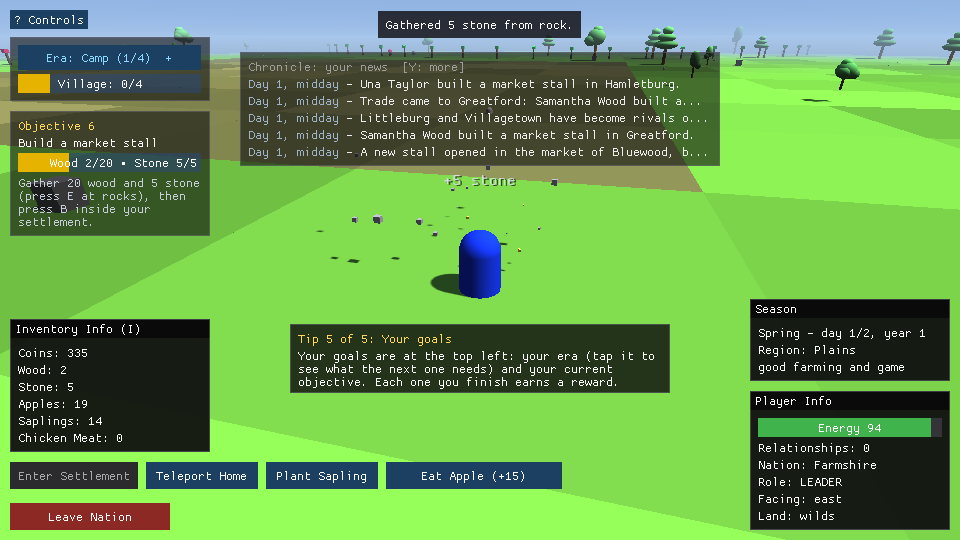 ? Controls
Gathered 5 stone from rock.
Era: Camp (1/4)  +
Village: 0/4
Chronicle: your news  [Y: more]
Day 1, midday – Una Taylor built a market stall in Hamletburg.
Day 1, midday – Trade came to Greatford: Samantha Wood built a...
Day 1, midday – Littleburg and Villagetown have become rivals o...
Day 1, midday – Samantha Wood built a market stall in Greatford.
Day 1, midday – A new stall opened in the market of Bluewood, b...
Objective 6
Build a market stall
Wood 2/20 • Stone 5/5
Gather 20 wood and 5 stone
(press E at rocks), then
press B inside your
settlement.
+5 stone
Tip 5 of 5: Your goals
Your goals are at the top left: your era (tap it to
see what the next one needs) and your current
objective. Each one you finish earns a reward.
Inventory Info (I)
Coins: 335
Wood: 2
Stone: 5
Apples: 19
Saplings: 14
Chicken Meat: 0
Season
Spring – day 1/2, year 1
Region: Plains
good farming and game
Player Info
Energy 94
Relationships: 0
Nation: Farmshire
Role: LEADER
Facing: east
Land: wilds
Enter Settlement
Teleport Home
Plant Sapling
Eat Apple (+15)
Leave Nation